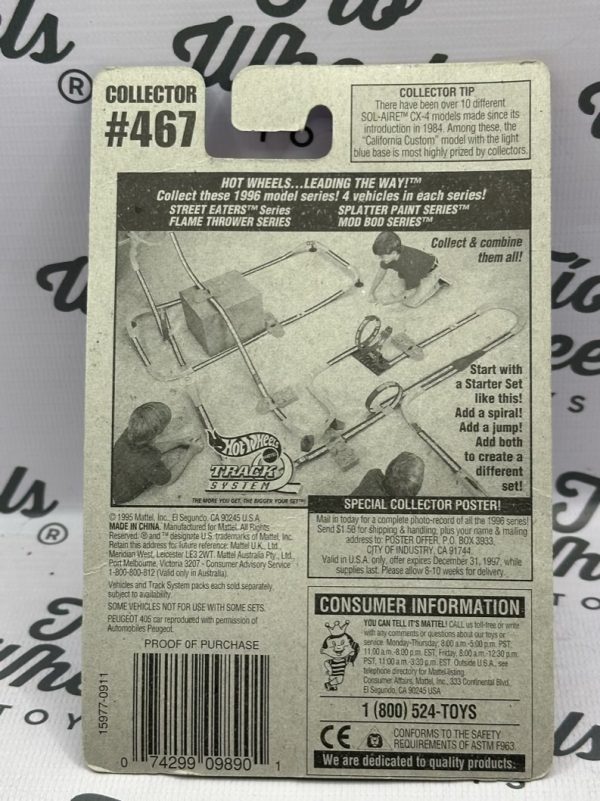 COLLECTOR
#467
COLLECTOR TIP
There have been over 10 different
SOL-AIRE™ CX-4 models made since its
introduction in 1984. Among these, the
"California Custom" model with the light
blue base is most highly prized by collectors.
HOT WHEELS...LEADING THE WAY!™
Collect these 1996 model series! 4 vehicles in each series!
STREET EATERS™ Series
SPLATTER PAINT SERIES™
FLAME THROWER SERIES
MOD BOD SERIES™
Collect & combine
them all!
Start with
a Starter Set
like this!
Add a spiral!
Add a jump!
Add both
to create a
different
set!
Hot Wheels
TRACK
SYSTEM
THE MORE YOU GET, THE BIGGER YOUR SET!™
© 1995 Mattel, Inc., El Segundo, CA 90245 U.S.A.
MADE IN CHINA. Manufactured for Mattel. All Rights
Reserved. ® and ™ designate U.S. trademarks of Mattel, Inc.
Retain this address for future reference: Mattel U.K., Ltd.,
Meridian West, Leicester LE3 2WT. Mattel Australia Pty., Ltd.,
Port Melbourne, Victoria 3207 - Consumer Advisory Service
1-800-800-812 (Valid only in Australia).
Vehicles and Track System packs each sold separately,
subject to availability.
SOME VEHICLES NOT FOR USE WITH SOME SETS.
PEUGEOT 405 car reproduced with permission of
Automobiles Peugeot.
SPECIAL COLLECTOR POSTER!
Mail in today for a complete photo-record of all the 1996 series!
Send $1.50 for shipping & handling, plus your name & mailing
address to: POSTER OFFER, P.O. BOX 3933,
CITY OF INDUSTRY, CA 91744.
Valid in U.S.A. only, offer expires December 31, 1997, while
supplies last. Please allow 8-10 weeks for delivery.
PROOF OF PURCHASE
15977-0911
0 74299 09890 1
CONSUMER INFORMATION
YOU CAN TELL IT'S MATTEL! CALL us toll-free or write
with any comments or questions about our toys or
service. Monday-Thursday, 8:00 a.m.-5:00 p.m. PST,
11:00 a.m.-8:00 p.m. EST, Friday, 8:00 a.m.-12:30 p.m.
PST, 11:00 a.m.-3:30 p.m. EST. Outside U.S.A., see
telephone directory for Mattel listing.
Consumer Affairs, Mattel, Inc., 333 Continental Blvd.,
El Segundo, CA 90245 USA
1 (800) 524-TOYS
CE
CONFORMS TO THE SAFETY
REQUIREMENTS OF ASTM F963.
We are dedicated to quality products.